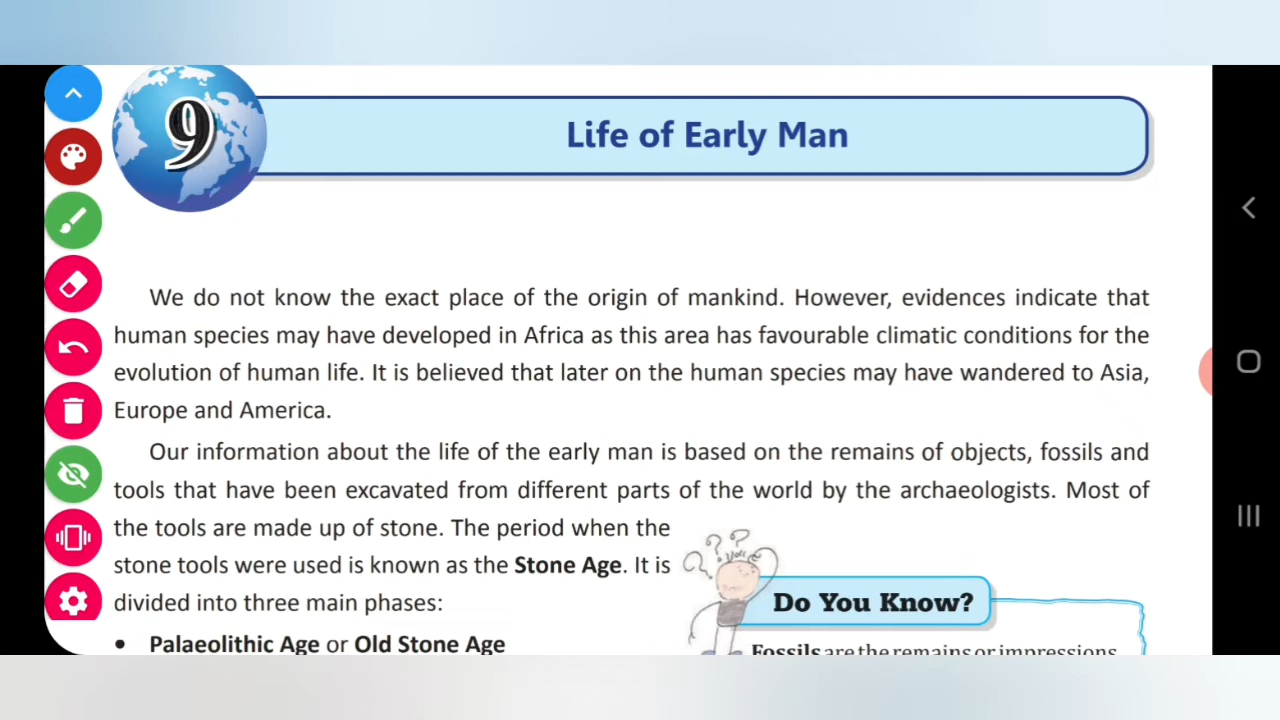 9
Life of Early Man
We do not know the exact place of the origin of mankind. However, evidences indicate that
human species may have developed in Africa as this area has favourable climatic conditions for the
evolution of human life. It is believed that later on the human species may have wandered to Asia,
Europe and America.
Our information about the life of the early man is based on the remains of objects, fossils and
tools that have been excavated from different parts of the world by the archaeologists. Most of
the tools are made up of stone. The period when the
stone tools were used is known as the Stone Age. It is
divided into three main phases:
• Palaeolithic Age or Old Stone Age
Do You Know?
Fossils are the remains or impressions